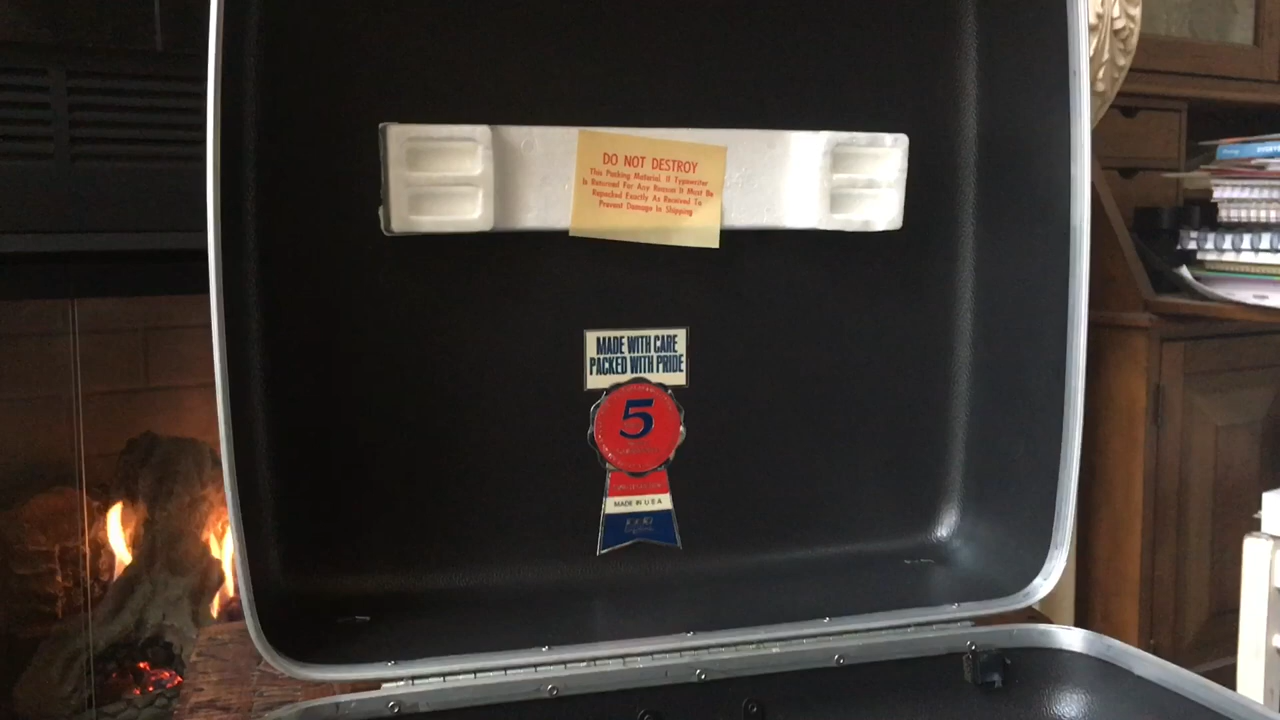 DO NOT DESTROY
This Packing Material. If Typewriter
Is Returned For Any Reason It Must Be
Repacked Exactly As Received To
Prevent Damage In Shipping
MADE WITH CARE
PACKED WITH PRIDE
5
MADE IN U S A